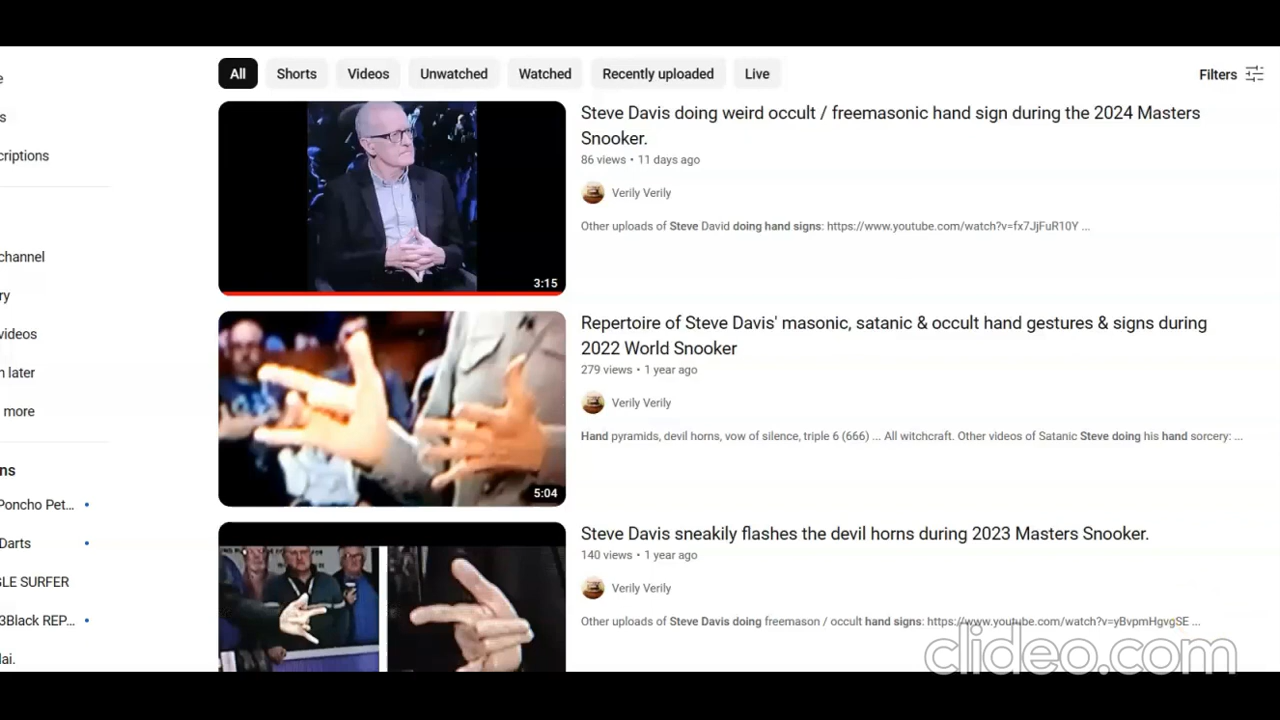 All
Shorts
Videos
Unwatched
Watched
Recently uploaded
Live
Filters
e
s
criptions
channel
ry
videos
n later
more
ns
Poncho Pet...
Darts
GLE SURFER
3Black REP...
ai.
Steve Davis doing weird occult / freemasonic hand sign during the 2024 Masters
Snooker.
86 views • 11 days ago
Verily Verily
Other uploads of Steve David doing hand signs: https://www.youtube.com/watch?v=fx7JjFuR10Y ...
3:15
Repertoire of Steve Davis' masonic, satanic & occult hand gestures & signs during
2022 World Snooker
279 views • 1 year ago
Verily Verily
Hand pyramids, devil horns, vow of silence, triple 6 (666) ... All witchcraft. Other videos of Satanic Steve doing his hand sorcery: ...
5:04
Steve Davis sneakily flashes the devil horns during 2023 Masters Snooker.
140 views • 1 year ago
Verily Verily
Other uploads of Steve Davis doing freemason / occult hand signs: https://www.youtube.com/watch?v=yBvpmHgvgSE ...
clideo.com